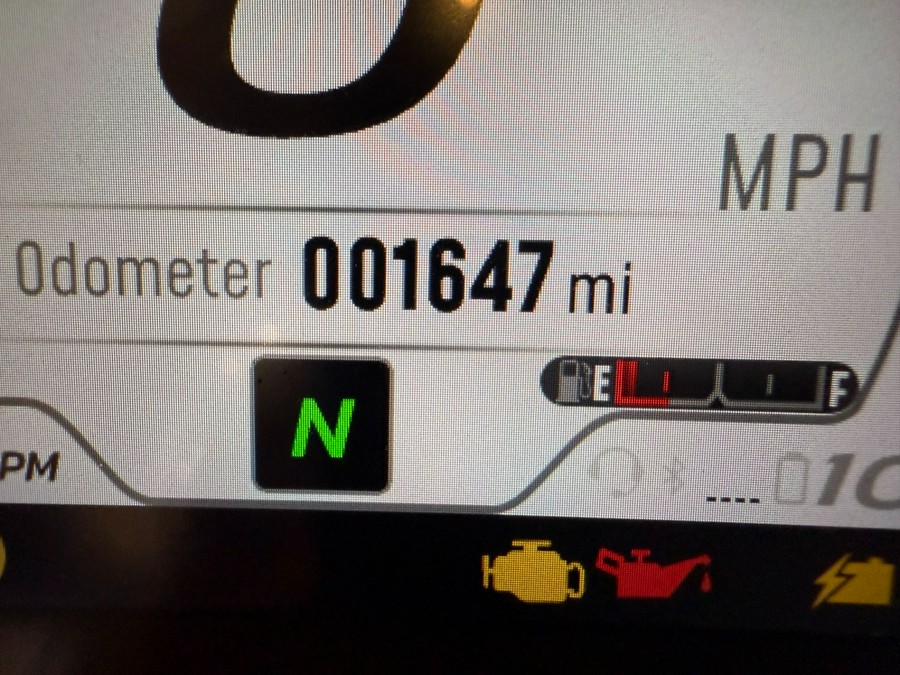 MPH
Odometer 001647 mi
N
E F
PM
----